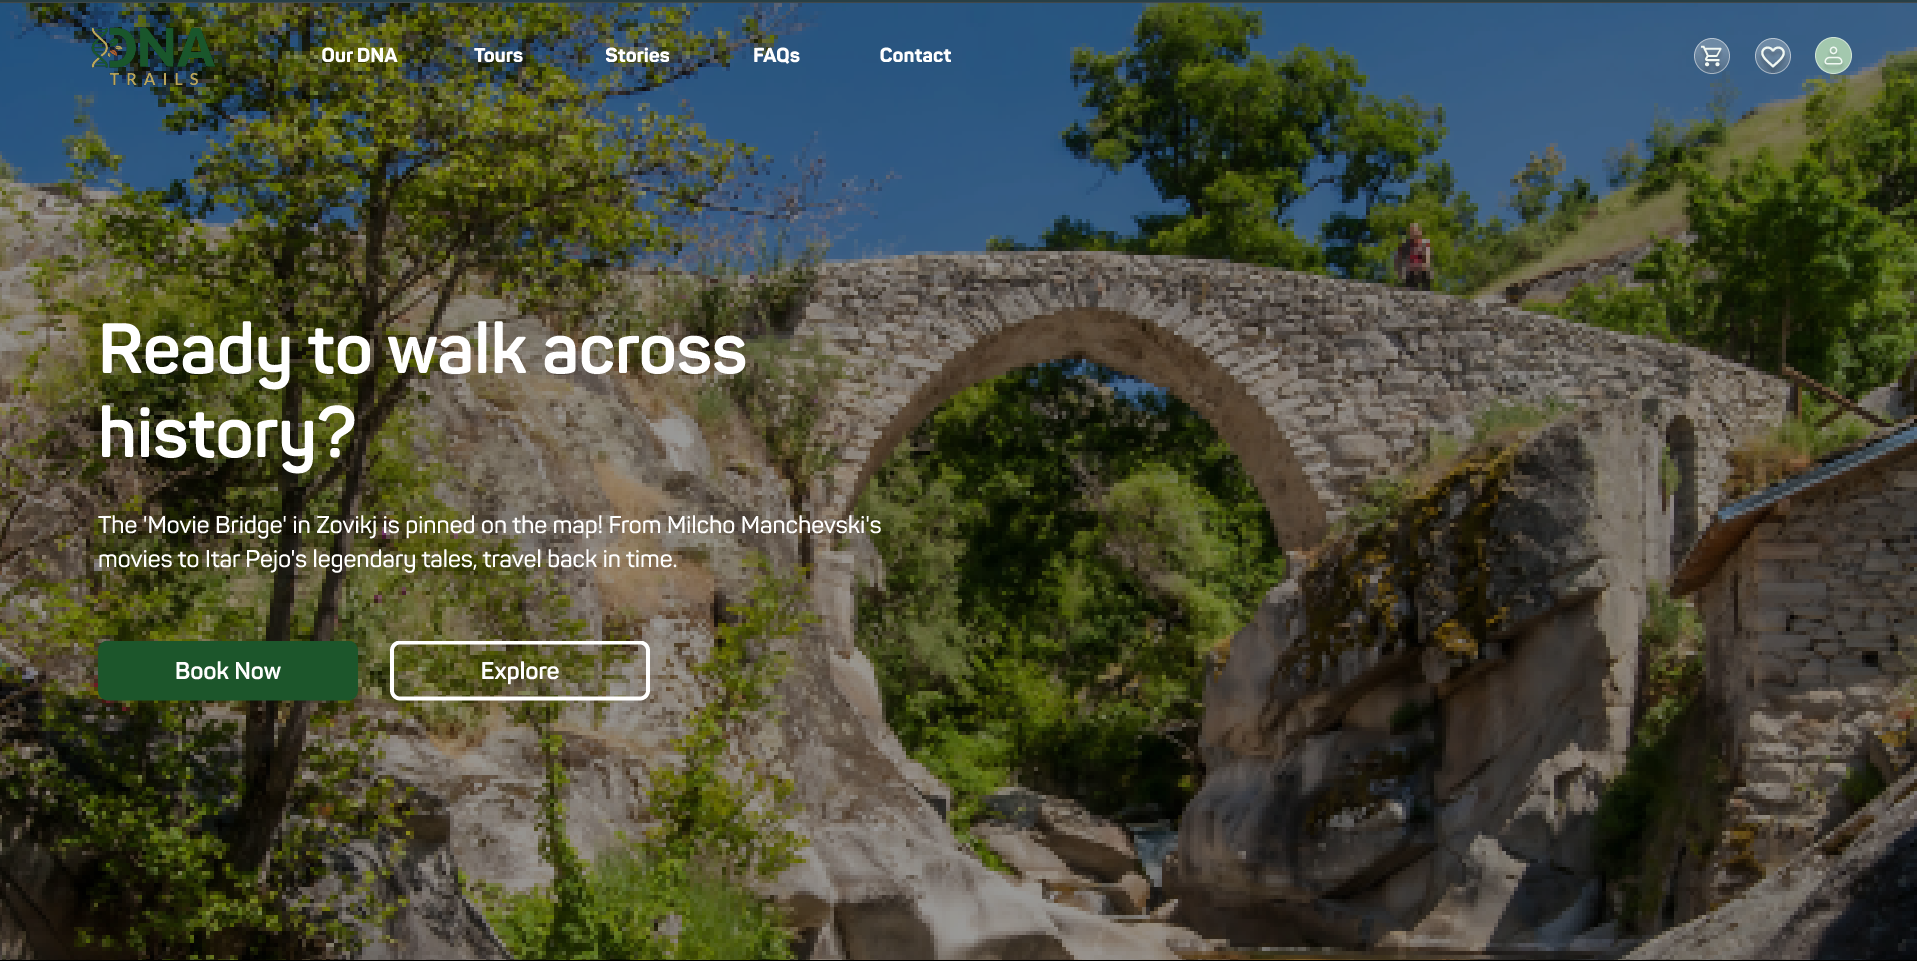 DNA
TRAILS
Our DNA
Tours
Stories
FAQs
Contact
Ready to walk across
history?
The 'Movie Bridge' in Zovikj is pinned on the map! From Milcho Manchevski's
movies to Itar Pejo's legendary tales, travel back in time.
Book Now
Explore